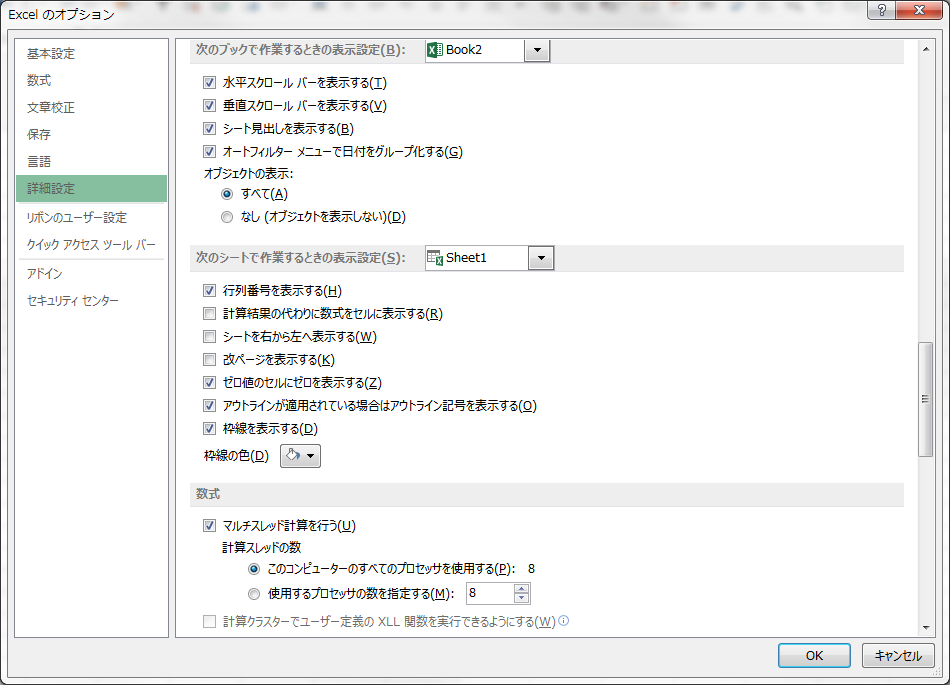 Excel のオプション
?
基本設定
数式
文章校正
保存
言語
詳細設定
リボンのユーザー設定
クイック アクセス ツール バー
アドイン
セキュリティ センター
次のブックで作業するときの表示設定(B): Book2
水平スクロール バーを表示する(T)
垂直スクロール バーを表示する(V)
シート見出しを表示する(B)
オートフィルター メニューで日付をグループ化する(G)
オブジェクトの表示:
すべて(A)
なし (オブジェクトを表示しない)(D)
次のシートで作業するときの表示設定(S): Sheet1
行列番号を表示する(H)
計算結果の代わりに数式をセルに表示する(R)
シートを右から左へ表示する(W)
改ページを表示する(K)
ゼロ値のセルにゼロを表示する(Z)
アウトラインが適用されている場合はアウトライン記号を表示する(O)
枠線を表示する(D)
枠線の色(D)
数式
マルチスレッド計算を行う(U)
計算スレッドの数
このコンピューターのすべてのプロセッサを使用する(P): 8
使用するプロセッサの数を指定する(M): 8
計算クラスターでユーザー定義の XLL 関数を実行できるようにする(W)
OK キャンセル